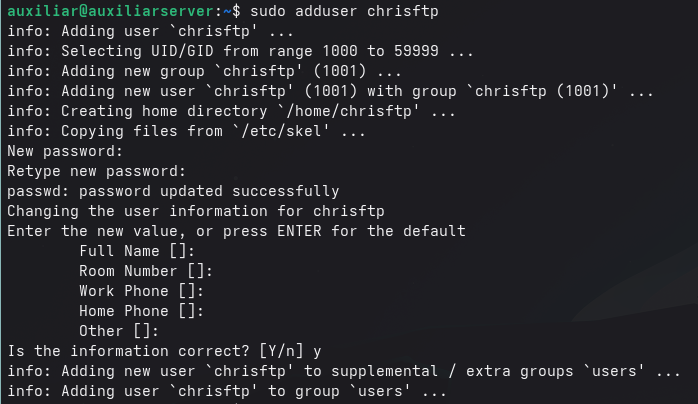 auxiliar@auxiliarserver:~$ sudo adduser chrisftp
info: Adding user `chrisftp' ...
info: Selecting UID/GID from range 1000 to 59999 ...
info: Adding new group `chrisftp' (1001) ...
info: Adding new user `chrisftp' (1001) with group `chrisftp (1001)' ...
info: Creating home directory `/home/chrisftp' ...
info: Copying files from `/etc/skel' ...
New password:
Retype new password:
passwd: password updated successfully
Changing the user information for chrisftp
Enter the new value, or press ENTER for the default
        Full Name []:
        Room Number []:
        Work Phone []:
        Home Phone []:
        Other []:
Is the information correct? [Y/n] y
info: Adding new user `chrisftp' to supplemental / extra groups `users' ...
info: Adding user `chrisftp' to group `users' ...